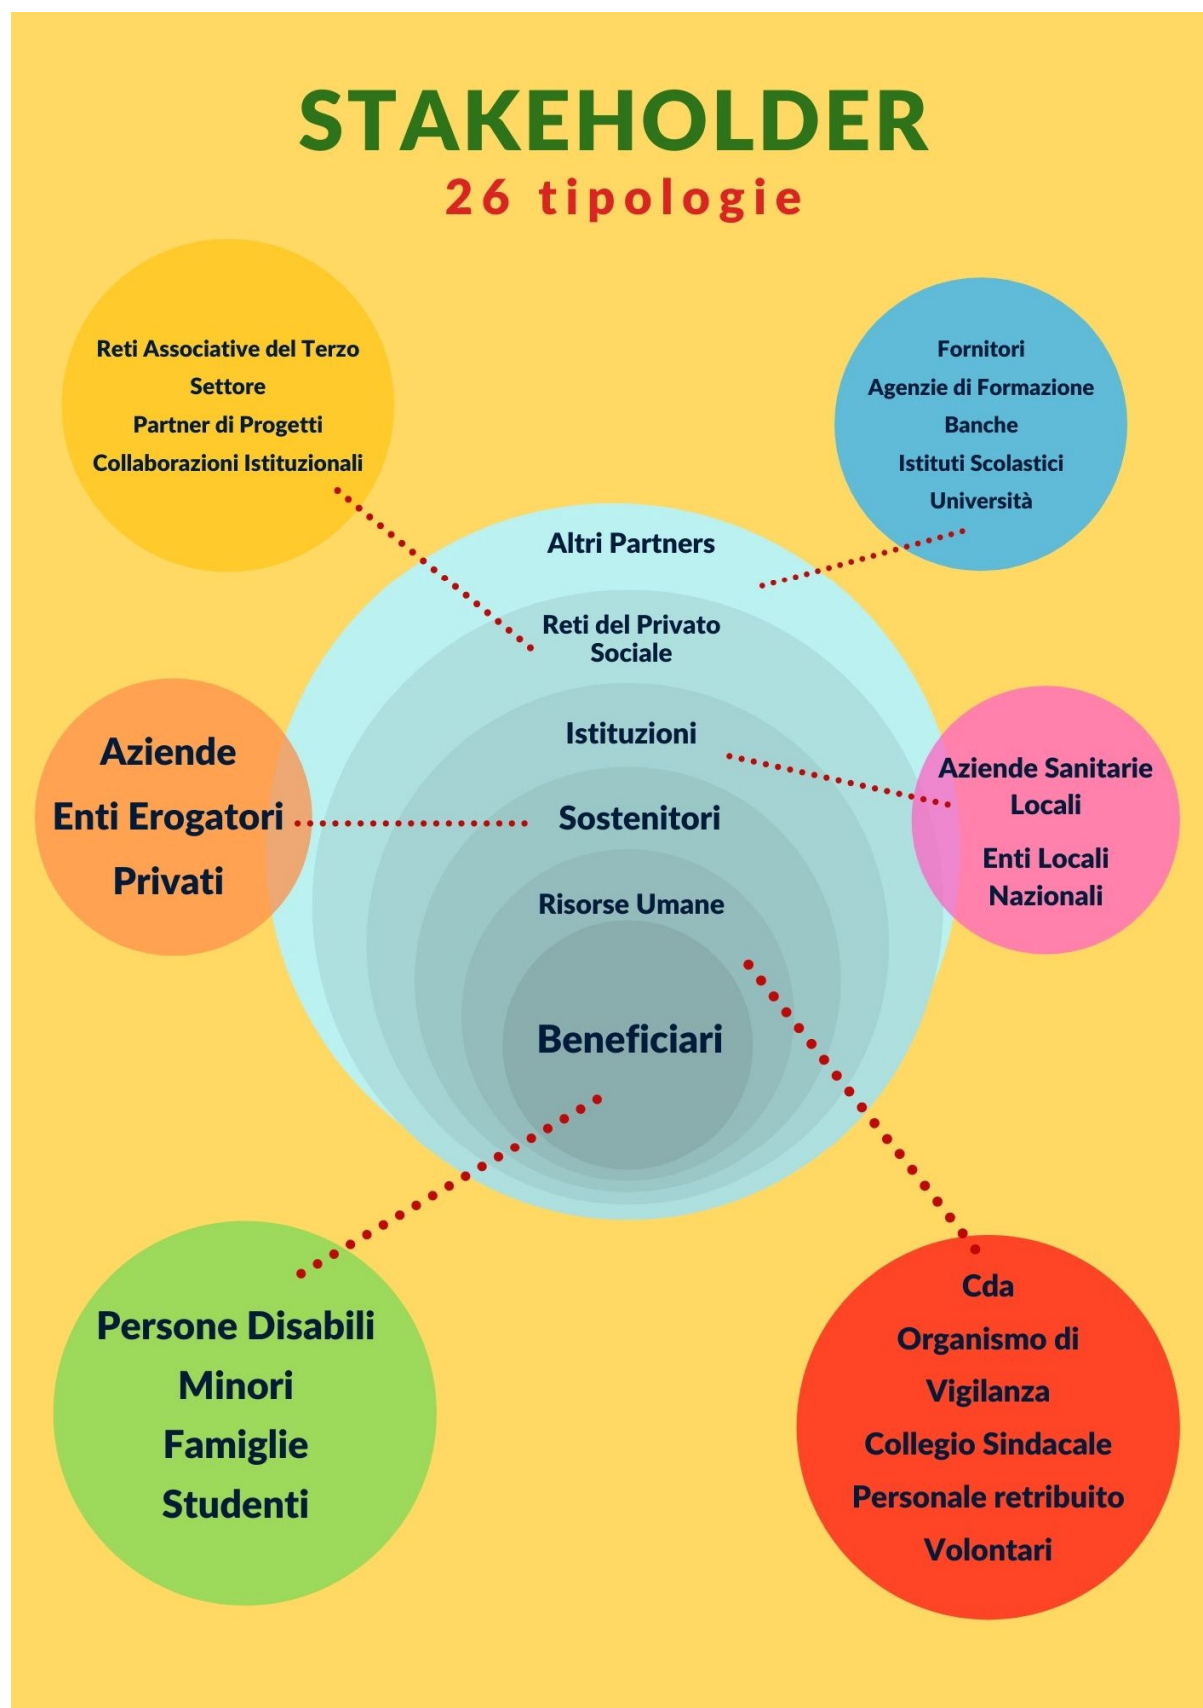 STAKEHOLDER
26 tipologie
Reti Associative del Terzo
Settore
Partner di Progetti
Collaborazioni Istituzionali
Fornitori
Agenzie di Formazione
Banche
Istituti Scolastici
Università
Altri Partners
Reti del Privato
Sociale
Istituzioni
Sostenitori
Risorse Umane
Beneficiari
Aziende
Enti Erogatori
Privati
Aziende Sanitarie
Locali
Enti Locali
Nazionali
Persone Disabili
Minori
Famiglie
Studenti
Cda
Organismo di
Vigilanza
Collegio Sindacale
Personale retribuito
Volontari